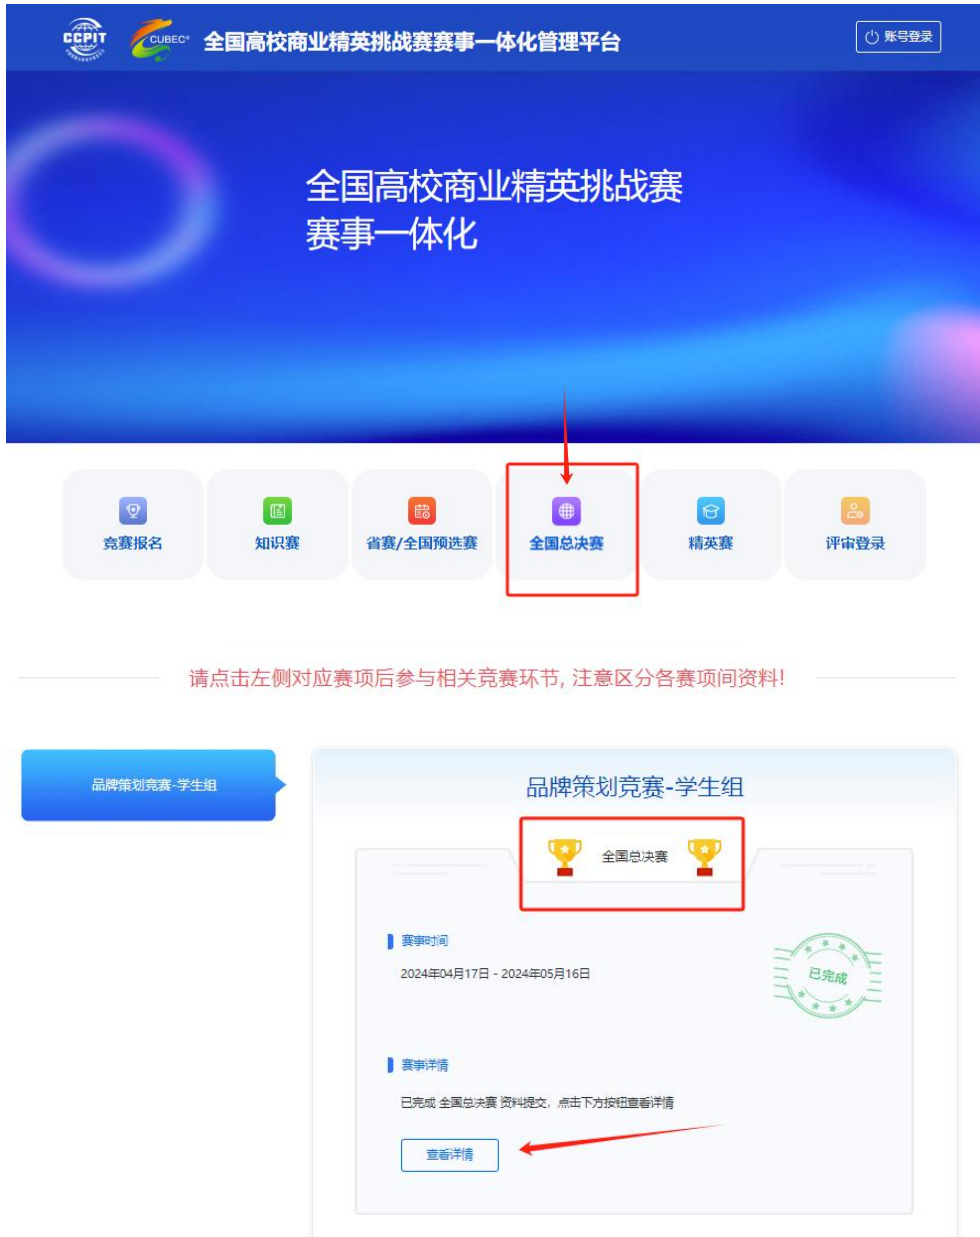 CCPIT
CUBEC®
全国高校商业精英挑战赛赛事一体化管理平台
账号登录
全国高校商业精英挑战赛
赛事一体化
竞赛报名
知识赛
省赛/全国预选赛
全国总决赛
精英赛
评审登录
请点击左侧对应赛项后参与相关竞赛环节, 注意区分各赛项间资料!
品牌策划竞赛-学生组
品牌策划竞赛-学生组
全国总决赛
赛事时间
2024年04月17日 - 2024年05月16日
已完成
赛事详情
已完成 全国总决赛 资料提交，点击下方按钮查看详情
查看详情